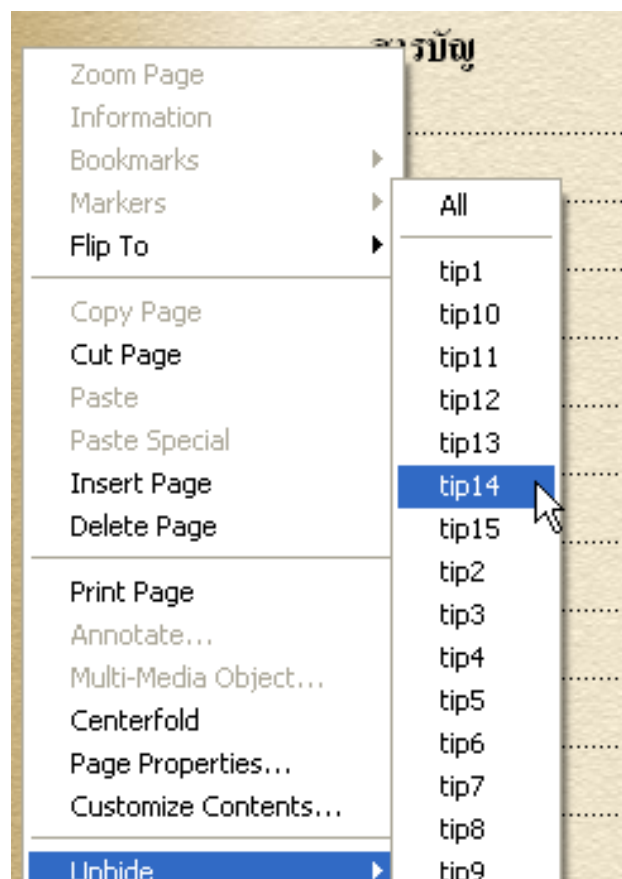 สารบัญ
Zoom Page
Information
Bookmarks
Markers
Flip To
Copy Page
Cut Page
Paste
Paste Special
Insert Page
Delete Page
Print Page
Annotate...
Multi-Media Object...
Centerfold
Page Properties...
Customize Contents...
Unhide
All
tip1
tip10
tip11
tip12
tip13
tip14
tip15
tip2
tip3
tip4
tip5
tip6
tip7
tip8
tip9